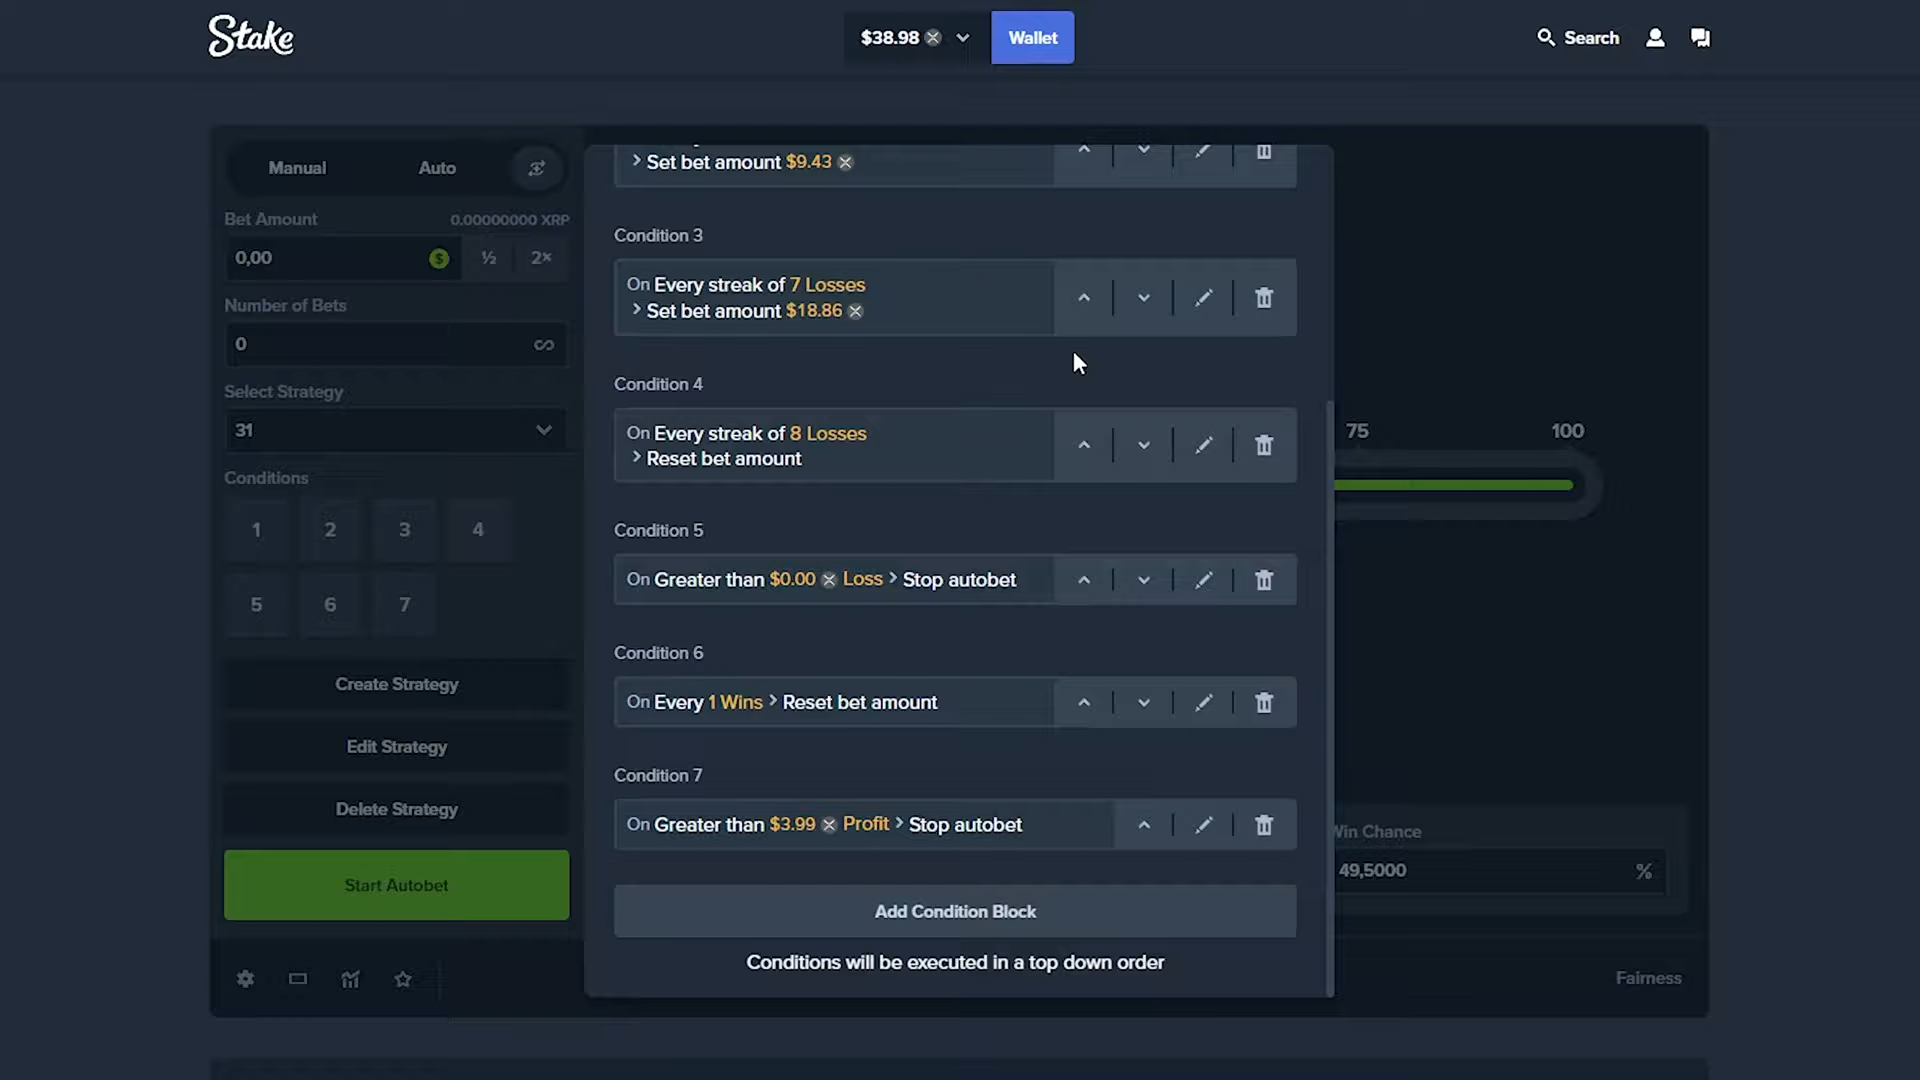 Stake
$38.98
Wallet
Search
Manual
Auto
Bet Amount
0.00000000 XRP
0,00
½
2×
Number of Bets
0
Select Strategy
31
Conditions
1
2
3
4
5
6
7
Create Strategy
Edit Strategy
Delete Strategy
Start Autobet
Set bet amount $9.43
Condition 3
On Every streak of 7 Losses
Set bet amount $18.86
Condition 4
On Every streak of 8 Losses
Reset bet amount
Condition 5
On Greater than $0.00 Loss > Stop autobet
Condition 6
On Every 1 Wins > Reset bet amount
Condition 7
On Greater than $3.99 Profit > Stop autobet
Add Condition Block
Conditions will be executed in a top down order
75
100
Win Chance
49,5000
%
Fairness